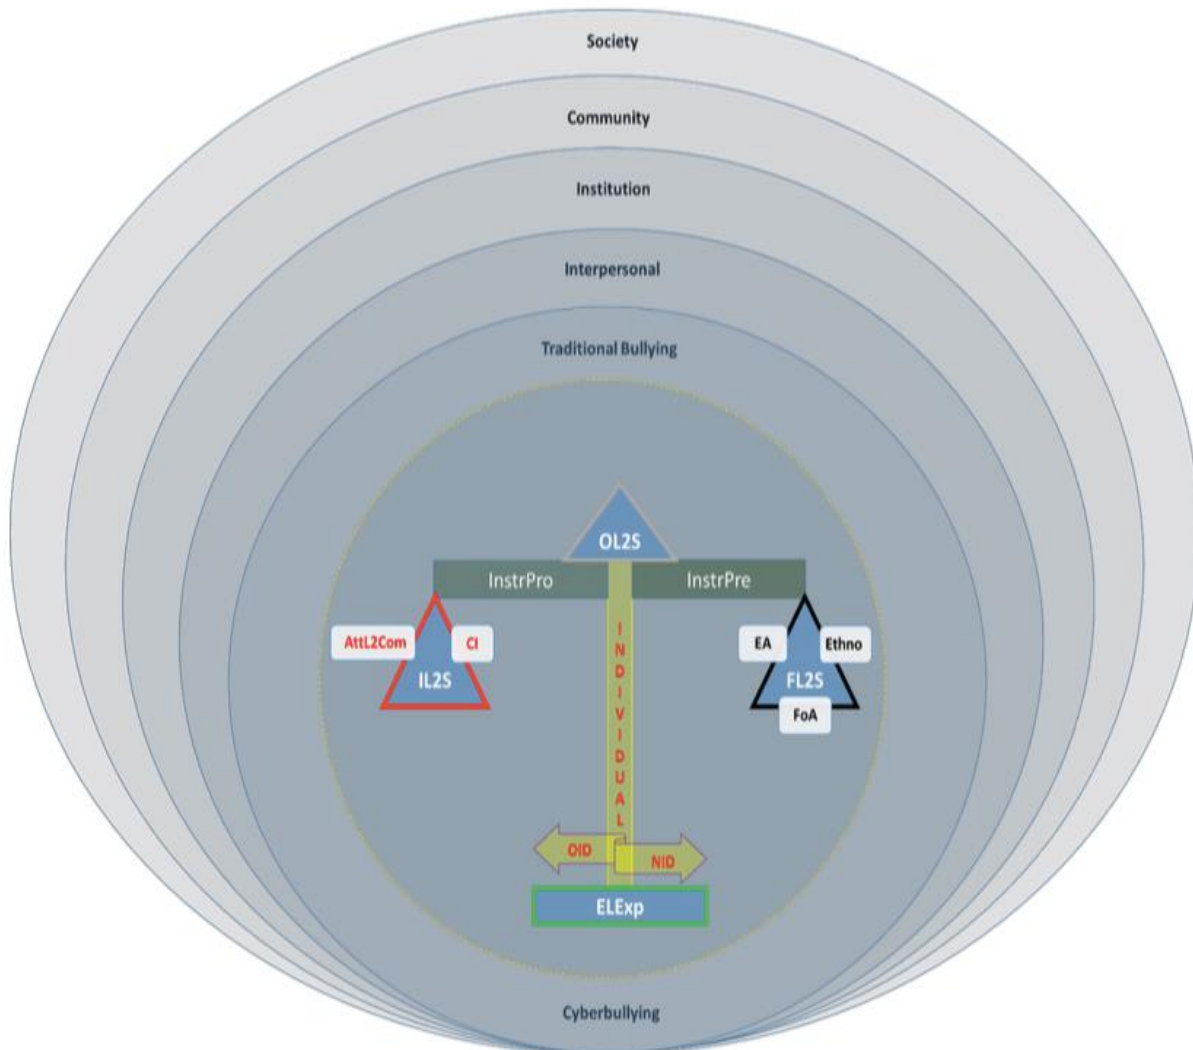 Society
Community
Institution
Interpersonal
Traditional Bullying
OL2S
InstrPro
InstrPre
AttL2Com
CI
IL2S
INDIVIDUAL
EA
Ethno
FL2S
FoA
OID
NID
ELExp
Cyberbullying